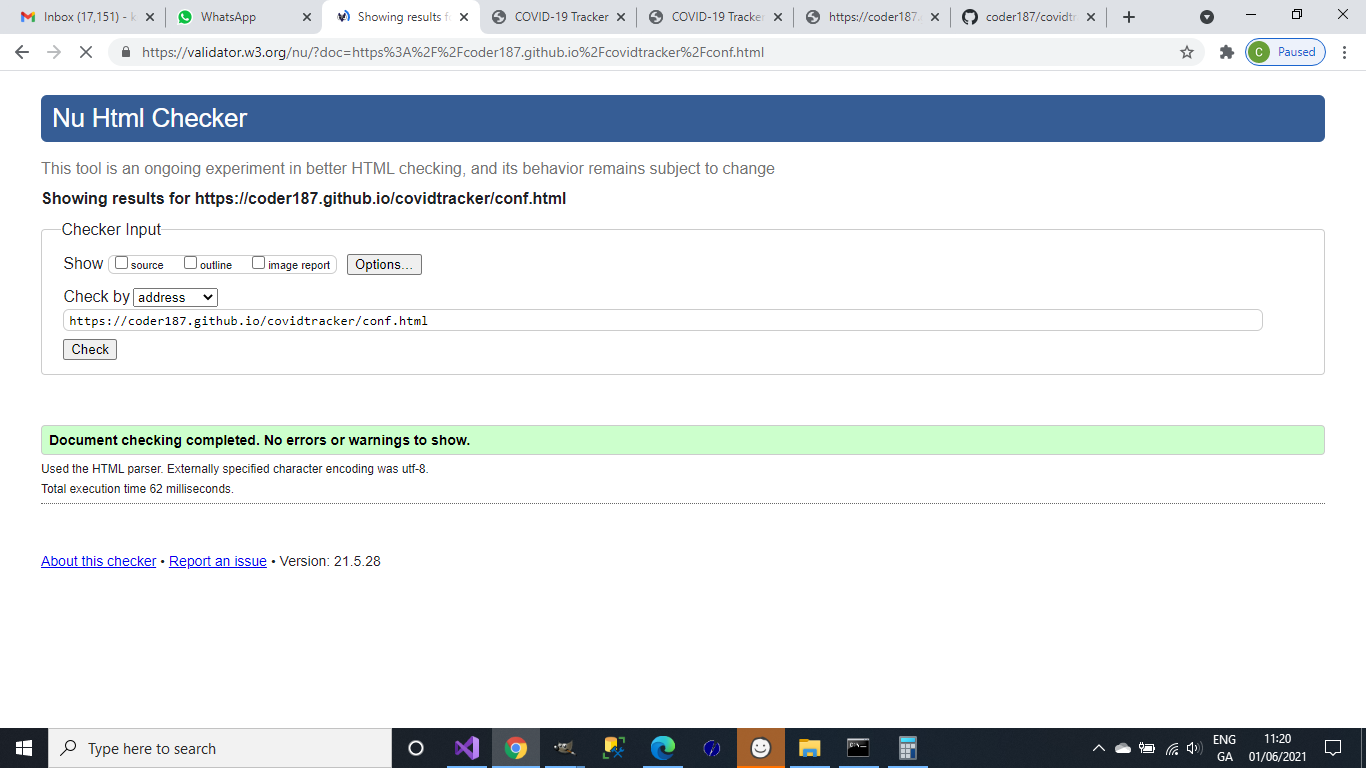 Inbox (17,151) - k
WhatsApp
Showing results f
COVID-19 Tracker
COVID-19 Tracker
https://coder187.
coder187/covidtr
https://validator.w3.org/nu/?doc=https%3A%2F%2Fcoder187.github.io%2Fcovidtracker%2Fconf.html
C Paused
Nu Html Checker
This tool is an ongoing experiment in better HTML checking, and its behavior remains subject to change
Showing results for https://coder187.github.io/covidtracker/conf.html
Checker Input
Show source outline image report Options...
Check by address
https://coder187.github.io/covidtracker/conf.html
Check
Document checking completed. No errors or warnings to show.
Used the HTML parser. Externally specified character encoding was utf-8.
Total execution time 62 milliseconds.
About this checker • Report an issue • Version: 21.5.28
Type here to search
ENG
GA
11:20
01/06/2021